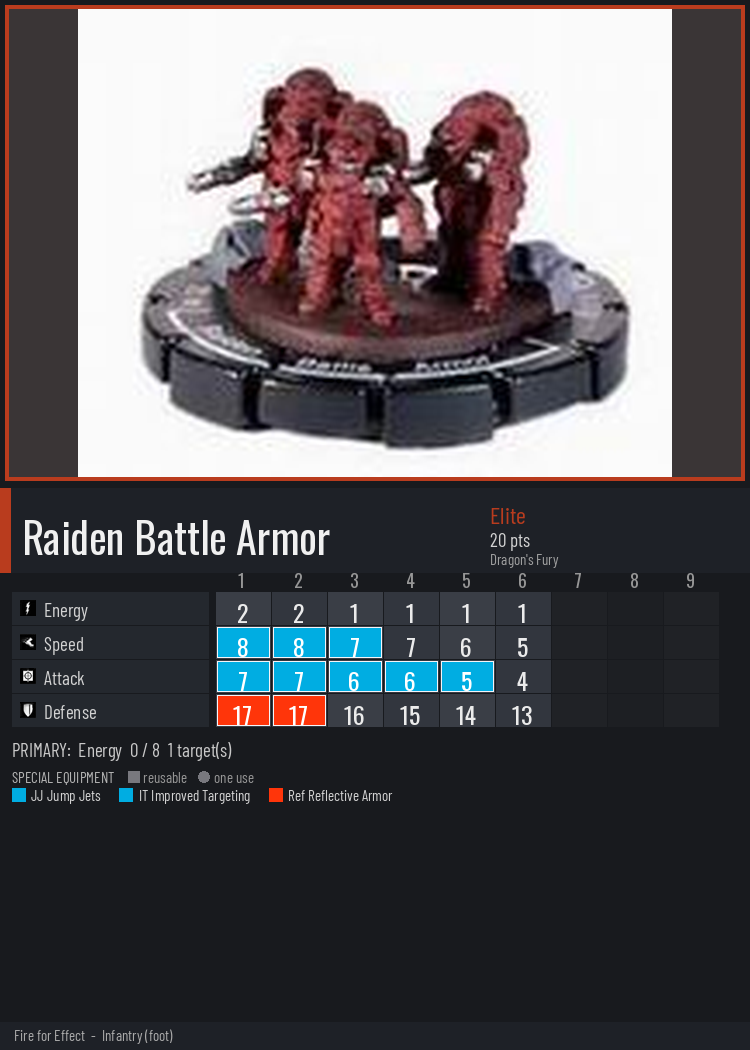 Battle Armor
Raiden Battle Armor
Elite
20 pts
Dragon's Fury
1 2 3 4 5 6 7 8 9
Energy 2 2 1 1 1 1
Speed 8 8 7 7 6 5
Attack 7 7 6 6 5 4
Defense 17 17 16 15 14 13
PRIMARY: Energy 0 / 8 1 target(s)
SPECIAL EQUIPMENT reusable one use
JJ Jump Jets IT Improved Targeting Ref Reflective Armor
Fire for Effect - Infantry (foot)